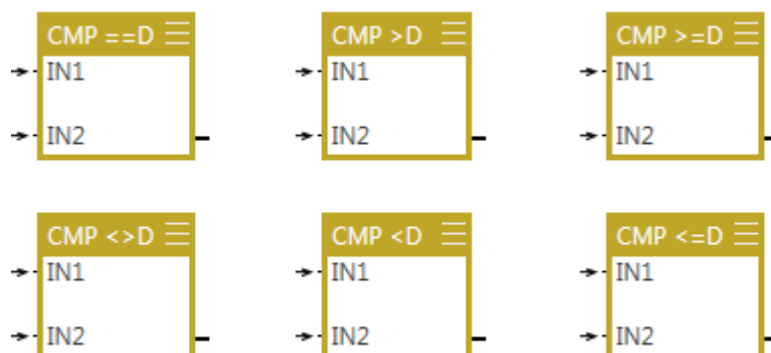 CMP ==D
IN1
IN2
CMP >D
IN1
IN2
CMP >=D
IN1
IN2
CMP <>D
IN1
IN2
CMP <D
IN1
IN2
CMP <=D
IN1
IN2